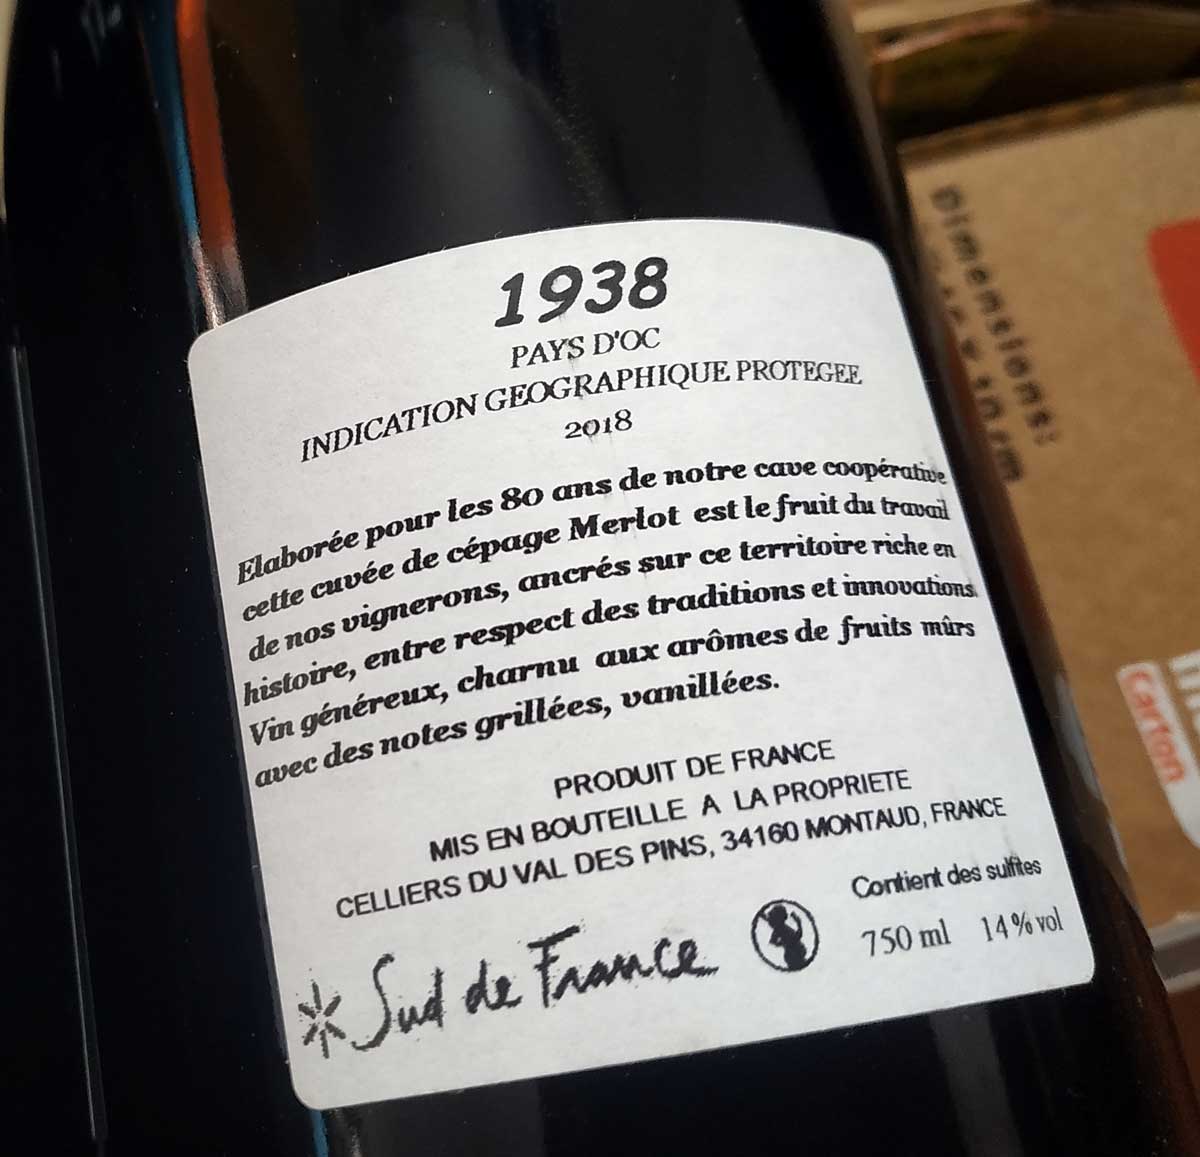 1938
PAYS D'OC
INDICATION GEOGRAPHIQUE PROTEGEE
2018
Elaborée pour les 80 ans de notre cave coopérative
cette cuvée de cépage Merlot est le fruit du travail
de nos vignerons, ancrés sur ce territoire riche en
histoire, entre respect des traditions et innovations.
Vin généreux, charnu aux arômes de fruits mûrs
avec des notes grillées, vanillées.
PRODUIT DE FRANCE
MIS EN BOUTEILLE A LA PROPRIETE
CELLIERS DU VAL DES PINS, 34160 MONTAUD, FRANCE
Contient des sulfites
750 ml 14 % vol
Sud de France
Dimensions:
Carton